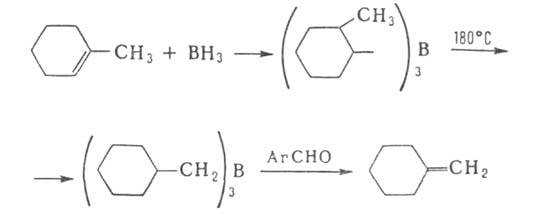 CH₃ + BH₃ ⟶ ( CH₃ )₃ B 180°C ⟶
⟶ ( CH₂ )₃ B ArCHO ⟶ CH₂